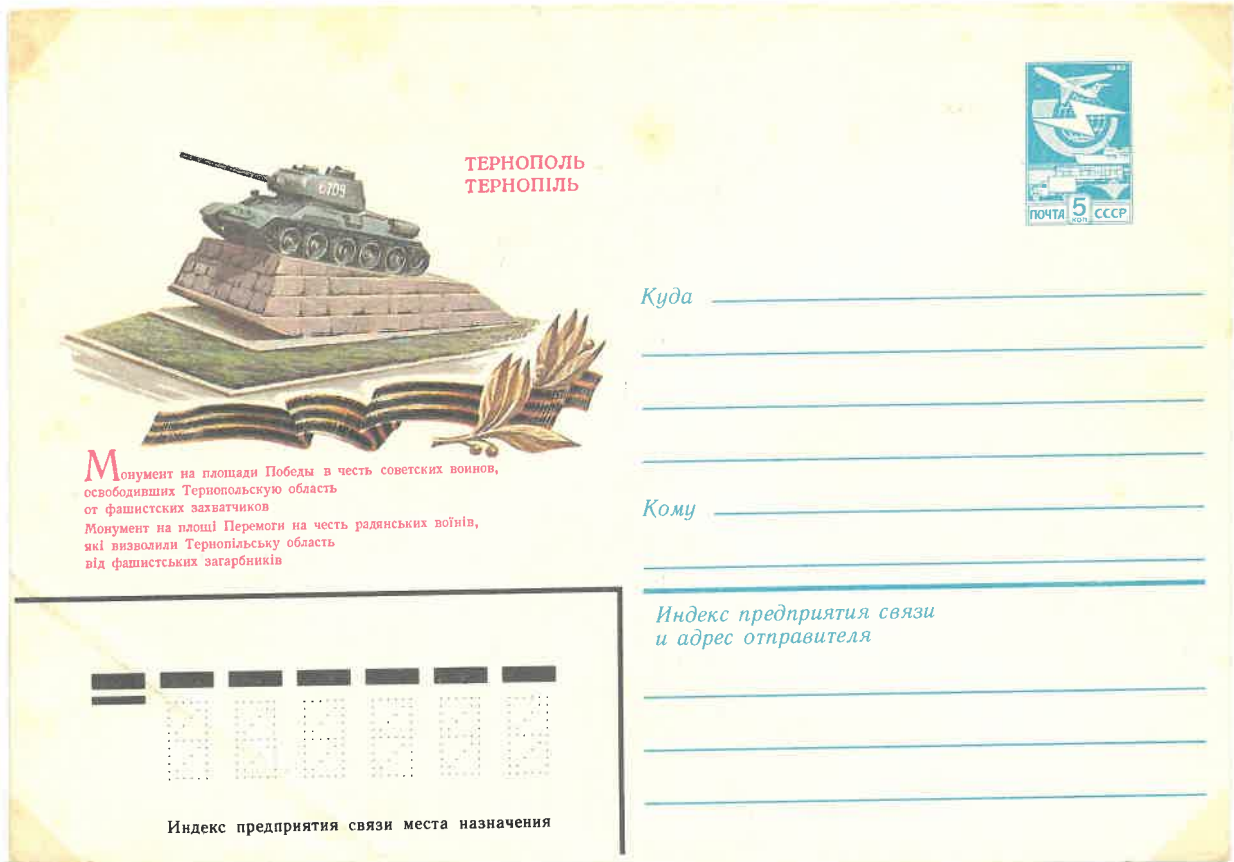 ТЕРНОПОЛЬ
ТЕРНОПІЛЬ
1982
ПОЧТА 5 КОП СССР
6709
Монумент на площади Победы в честь советских воинов,
освободивших Тернопольскую область
от фашистских захватчиков
Монумент на площі Перемоги на честь радянських воїнів,
які визволили Тернопільську область
від фашистських загарбників
Куда
Кому
Индекс предприятия связи
и адрес отправителя
Индекс предприятия связи места назначения